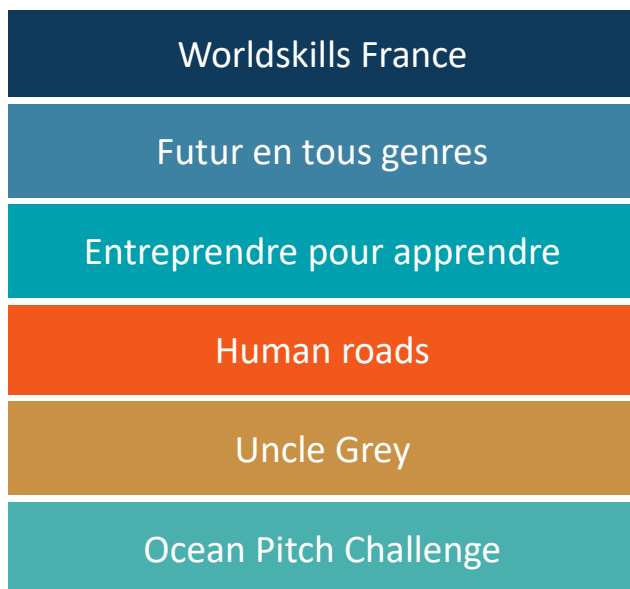 Worldskills France
Futur en tous genres
Entreprendre pour apprendre
Human roads
Uncle Grey
Ocean Pitch Challenge